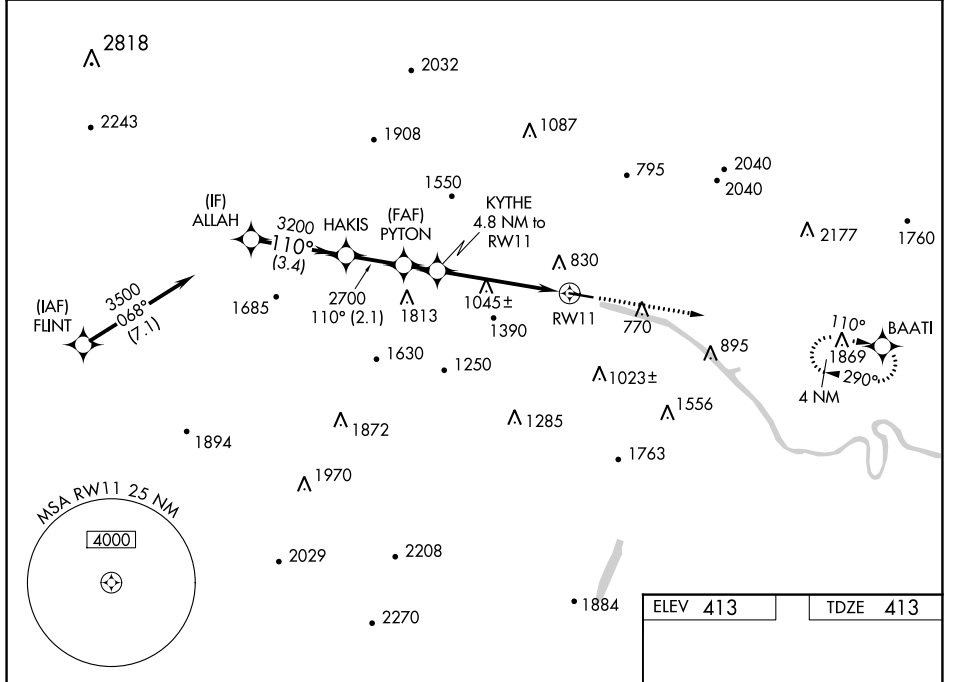 2818
2032
2243
1087
1908
795
2040
2040
1550
(IF)
ALLAH
3200
110°
(3.4)
HAKIS
(FAF)
PYTON
KYTHE
4.8 NM to
RW11
2177
1760
830
(IAF)
FLINT
3500
068°
(7.1)
1685
2700
110° (2.1)
1813
1045±
1390
RW11
770
110°
BAATI
1869
290°
4 NM
895
1630
1250
1023±
1556
1872
1285
1894
1763
1970
MSA RW11 25 NM
4000
2029
2208
1884
2270
ELEV 413
TDZE 413